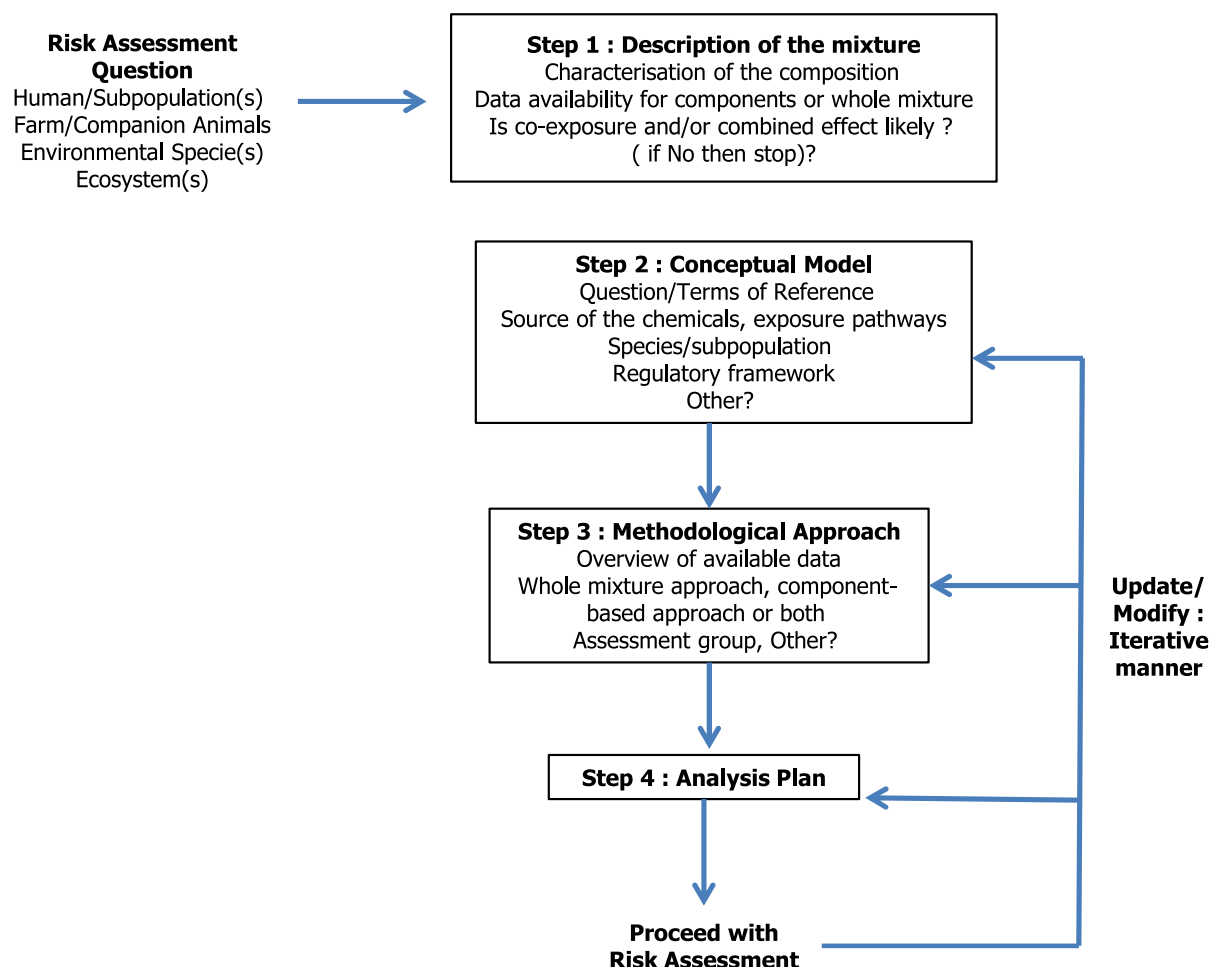 Risk Assessment
Question
Human/Subpopulation(s)
Farm/Companion Animals
Environmental Specie(s)
Ecosystem(s)
Step 1 : Description of the mixture
Characterisation of the composition
Data availability for components or whole mixture
Is co-exposure and/or combined effect likely ?
( if No then stop)?
Step 2 : Conceptual Model
Question/Terms of Reference
Source of the chemicals, exposure pathways
Species/subpopulation
Regulatory framework
Other?
Step 3 : Methodological Approach
Overview of available data
Whole mixture approach, component-
based approach or both
Assessment group, Other?
Update/
Modify :
Iterative
manner
Step 4 : Analysis Plan
Proceed with
Risk Assessment